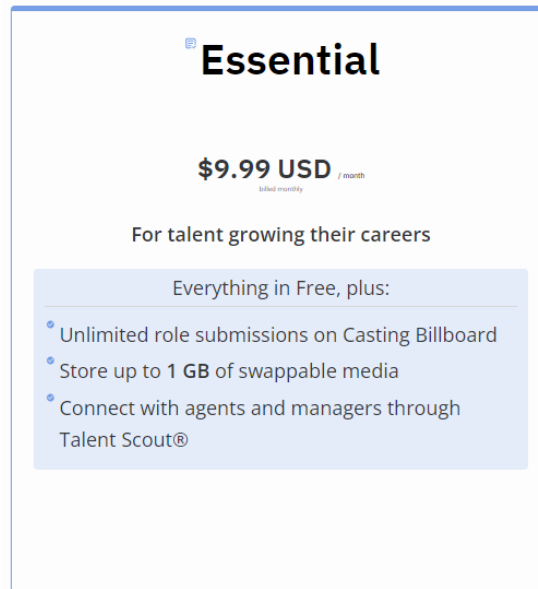 Essential
$9.99 USD / month
billed monthly
For talent growing their careers
Everything in Free, plus:
Unlimited role submissions on Casting Billboard
Store up to 1 GB of swappable media
Connect with agents and managers through
Talent Scout®